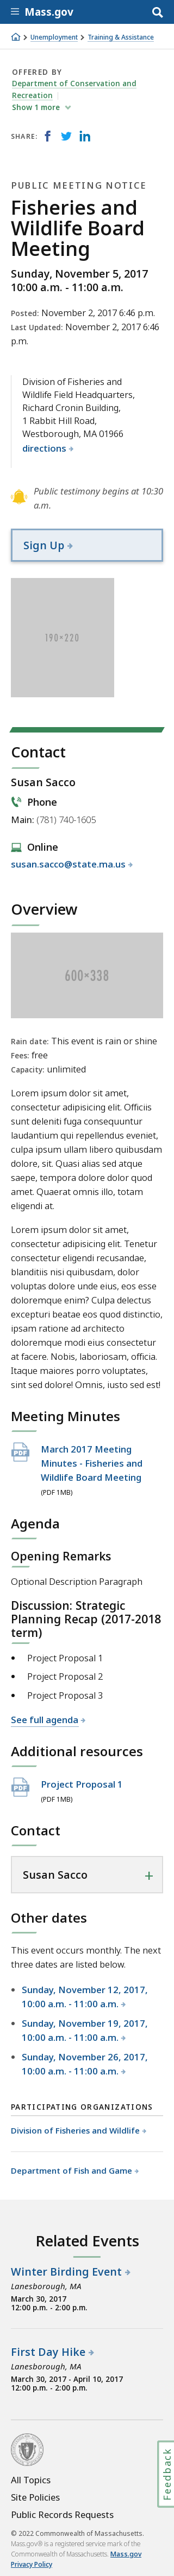 Mass.gov
Unemployment > Training & Assistance
OFFERED BY
Department of Conservation and
Recreation |
Show 1 more
SHARE:
PUBLIC MEETING NOTICE
Fisheries and
Wildlife Board
Meeting
Sunday, November 5, 2017
10:00 a.m. - 11:00 a.m.
Posted: November 2, 2017 6:46 p.m.
Last Updated: November 2, 2017 6:46
p.m.
Division of Fisheries and
Wildlife Field Headquarters,
Richard Cronin Building,
1 Rabbit Hill Road,
Westborough, MA 01966
directions
Public testimony begins at 10:30
a.m.
Sign Up
190×220
Contact
Susan Sacco
Phone
Main: (781) 740-1605
Online
susan.sacco@state.ma.us
Overview
600×338
Rain date: This event is rain or shine
Fees: free
Capacity: unlimited
Lorem ipsum dolor sit amet,
consectetur adipisicing elit. Officiis
sunt deleniti fuga consequuntur
laudantium quo repellendus eveniet,
culpa sint quam ullam libero quibusdam
dolorem sit. Quasi sed atque
saepe, tempora dolore dolor quod
amet. Quaerat omnis illo, totam
eligendi at.
Lorem ipsum dolor sit amet,
consectetur adipisicing elit. Tenetur
corporis eligendi recusandae,
blanditiis nisi quibusdam, dolor
eveniet voluptates nihil, eos esse
doloremque enim? Culpa delectus
excepturi beatae quos dignissimos,
ipsam ratione ad architecto
doloremque modi eius consectetur
at facere. Nobis, laboriosam, officia.
Itaque maiores porro voluptates,
sint sed dolore! Omnis, iusto sed est!
Meeting Minutes
PDF
March 2017 Meeting
Minutes - Fisheries and
Wildlife Board Meeting
(PDF 1MB)
Agenda
Opening Remarks
Optional Description Paragraph
Discussion: Strategic
Planning Recap (2017-2018
term)
• Project Proposal 1
• Project Proposal 2
• Project Proposal 3
See full agenda
Additional resources
PDF
Project Proposal 1
(PDF 1MB)
Contact
Susan Sacco +
Other dates
This event occurs monthly. The next
three dates are listed below.
• Sunday, November 12, 2017,
10:00 a.m. - 11:00 a.m.
• Sunday, November 19, 2017,
10:00 a.m. - 11:00 a.m.
• Sunday, November 26, 2017,
10:00 a.m. - 11:00 a.m.
PARTICIPATING ORGANIZATIONS
Division of Fisheries and Wildlife
Department of Fish and Game
Related Events
Winter Birding Event
Lanesborough, MA
March 30, 2017
12:00 p.m. - 2:00 p.m.
First Day Hike
Lanesborough, MA
March 30, 2017 - April 10, 2017
12:00 p.m. - 2:00 p.m.
Feedback
All Topics
Site Policies
Public Records Requests
© 2022 Commonwealth of Massachusetts.
Mass.gov® is a registered service mark of the
Commonwealth of Massachusetts. Mass.gov
Privacy Policy